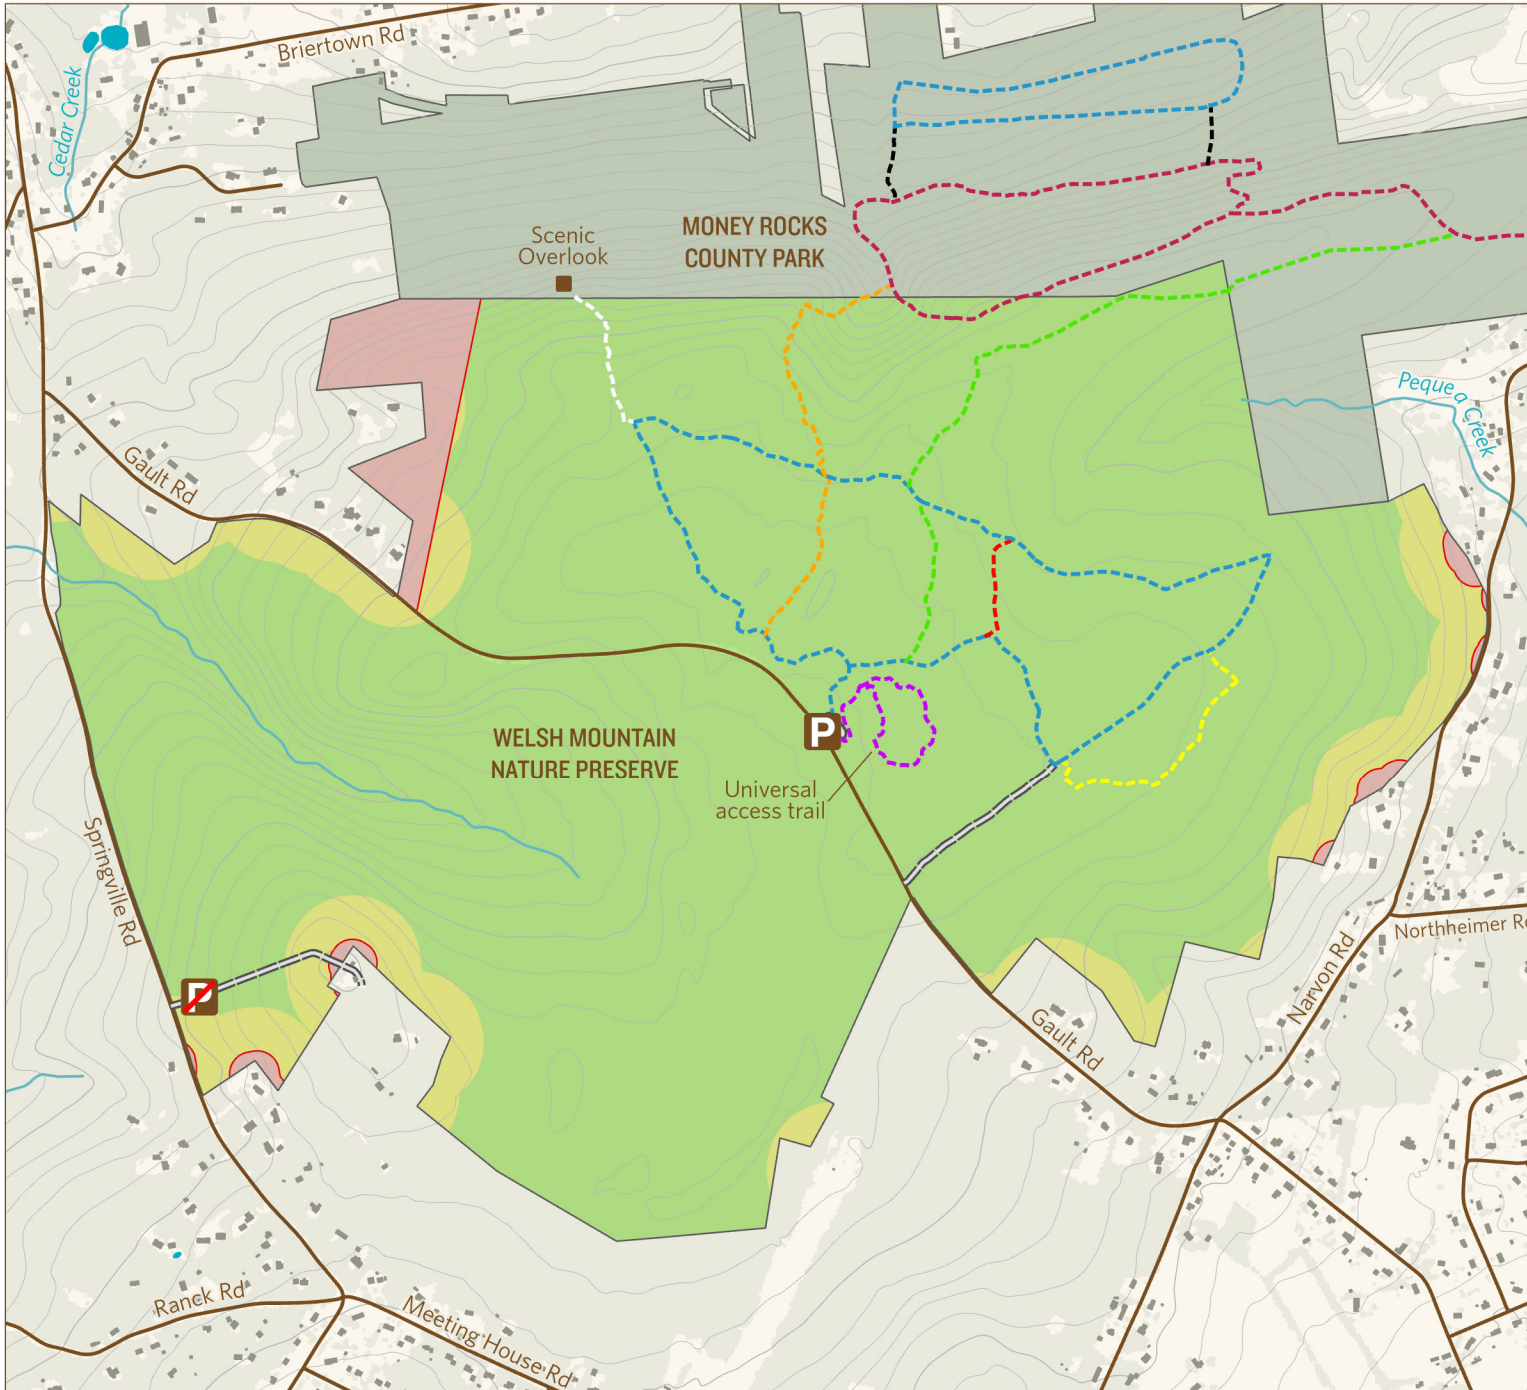 Briertown Rd
Cedar Creek
Scenic
Overlook
MONEY ROCKS
COUNTY PARK
Pequea Creek
Gault Rd
WELSH MOUNTAIN
NATURE PRESERVE
P
Universal
access trail
Springville Rd
P
Northheimer Rd
Narvon Rd
Gault Rd
Ranck Rd
Meeting House Rd